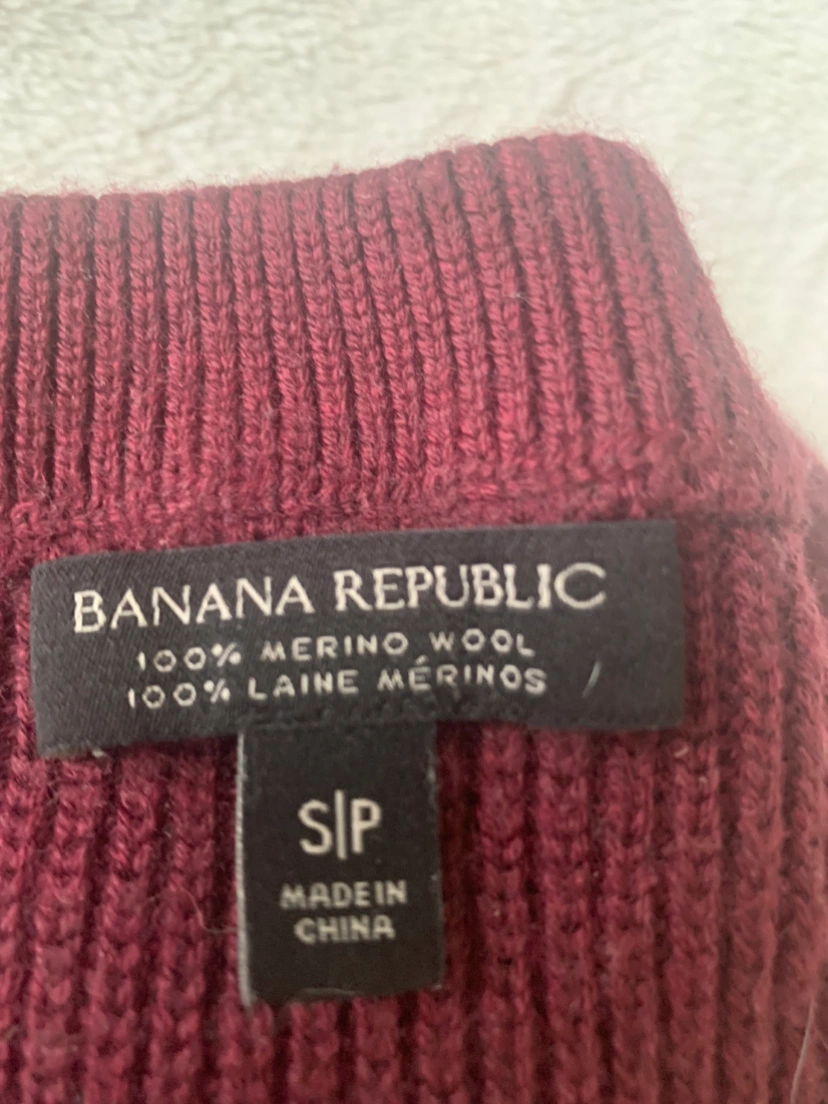 BANANA REPUBLIC
100% MERINO WOOL
100% LAINE MÉRINOS
S|P
MADE IN
CHINA